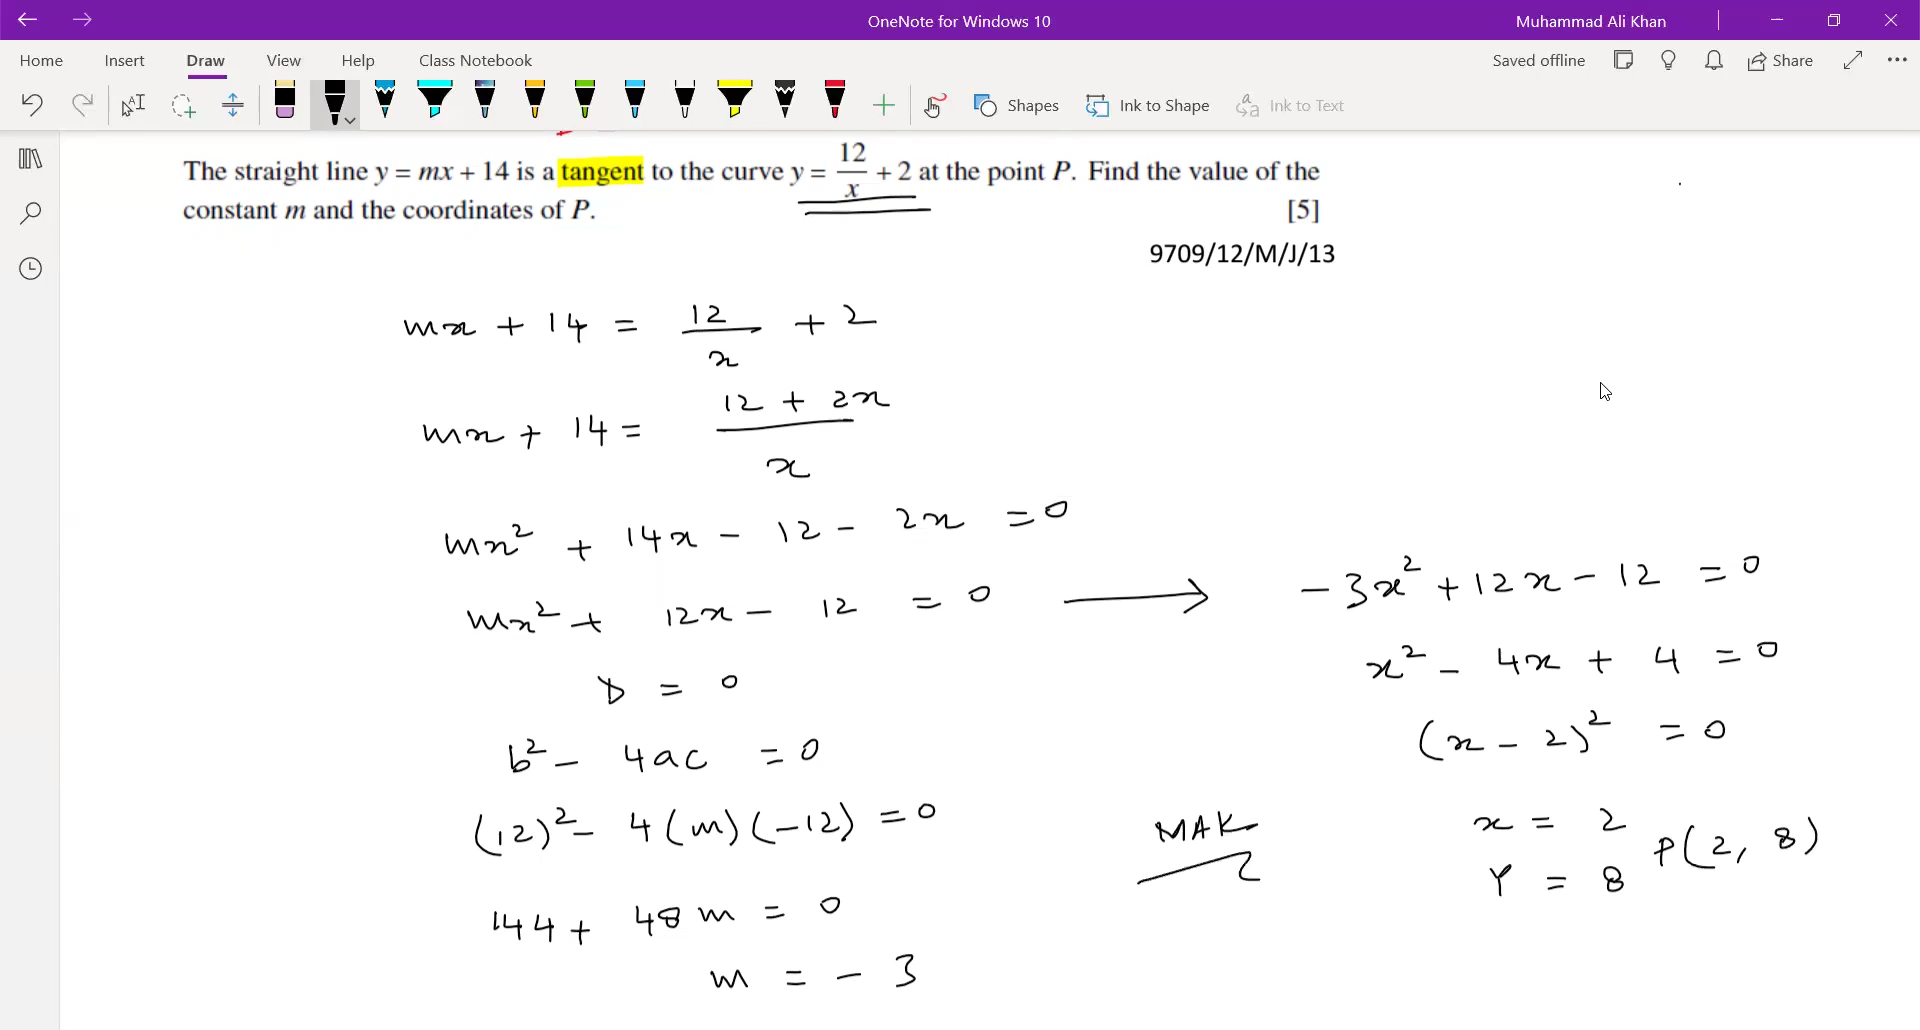 OneNote for Windows 10
Muhammad Ali Khan
Home Insert Draw View Help Class Notebook
Saved offline Share
Shapes Ink to Shape Ink to Text
The straight line y = mx + 14 is a tangent to the curve y = 12/x + 2 at the point P. Find the value of the
constant m and the coordinates of P. [5]
9709/12/M/J/13
mx + 14 = 12/x + 2
mx + 14 = (12 + 2x)/x
mx² + 14x - 12 - 2x = 0
mx² + 12x - 12 = 0
D = 0
b² - 4ac = 0
(12)² - 4(m)(-12) = 0
144 + 48m = 0
m = -3
-3x² + 12x - 12 = 0
x² - 4x + 4 = 0
(x - 2)² = 0
x = 2
Y = 8
P(2, 8)
MAK